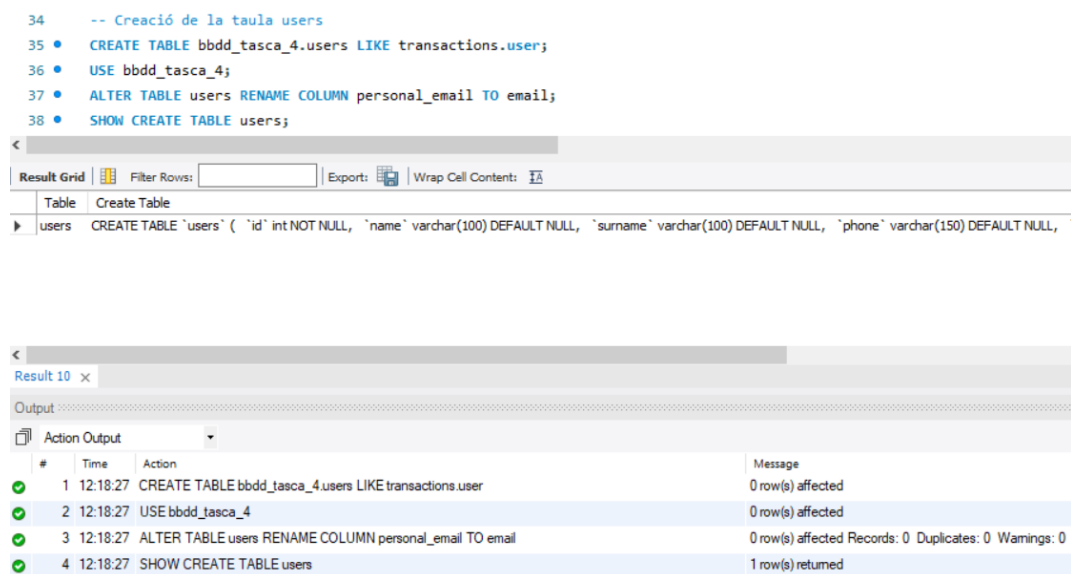 34 -- Creació de la taula users
35 CREATE TABLE bbdd_tasca_4.users LIKE transactions.user;
36 USE bbdd_tasca_4;
37 ALTER TABLE users RENAME COLUMN personal_email TO email;
38 SHOW CREATE TABLE users;
Result Grid Filter Rows: Export: Wrap Cell Content:
Table Create Table
users CREATE TABLE `users` ( `id` int NOT NULL, `name` varchar(100) DEFAULT NULL, `surname` varchar(100) DEFAULT NULL, `phone` varchar(150) DEFAULT NULL, `
Result 10
Output
Action Output
# Time Action Message
1 12:18:27 CREATE TABLE bbdd_tasca_4.users LIKE transactions.user 0 row(s) affected
2 12:18:27 USE bbdd_tasca_4 0 row(s) affected
3 12:18:27 ALTER TABLE users RENAME COLUMN personal_email TO email 0 row(s) affected Records: 0 Duplicates: 0 Warnings: 0
4 12:18:27 SHOW CREATE TABLE users 1 row(s) returned